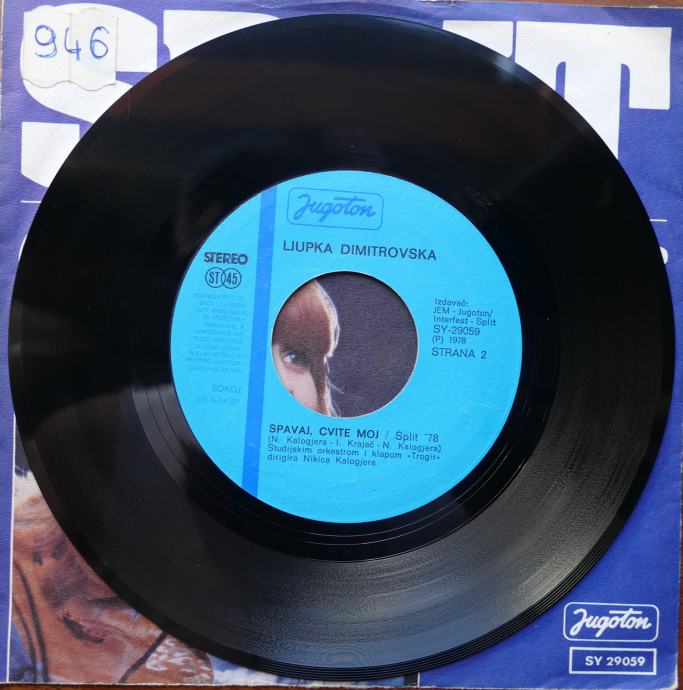 946
SPLIT
Jugoton
LJUPKA DIMITROVSKA
STEREO
ST 45
Izdavač:
JEM - Jugoton/
Interfest - Split
SY-29059
(P) 1978
STRANA 2
SOKOJ
SPAVAJ, CVITE MOJ / Split '78
(N. Kalogjera - I. Krajač - N. Kalogjera)
Studijskim orkestrom i klapom »Trogir«
dirigira Nikica Kalogjera
Jugoton
SY 29059